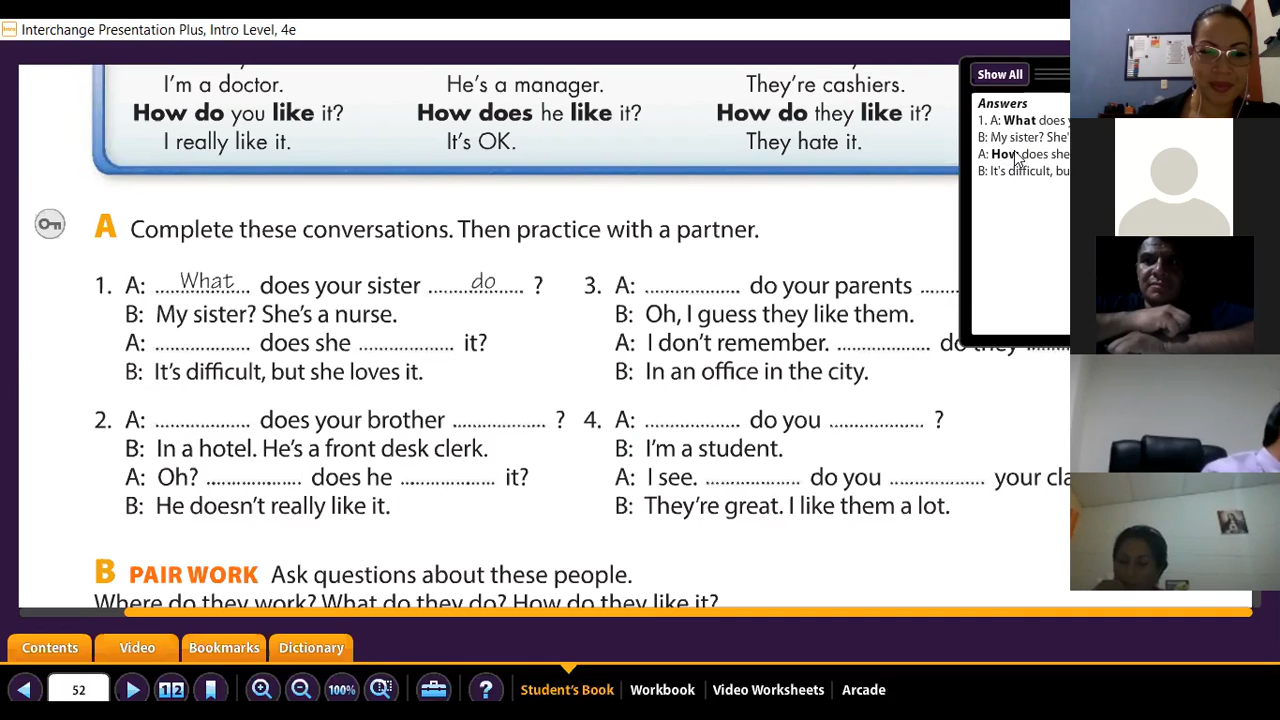 Interchange Presentation Plus, Intro Level, 4e
I'm a doctor. He's a manager. They're cashiers.
How do you like it? How does he like it? How do they like it?
I really like it. It's OK. They hate it.
Show All
Answers
1. A: What does
B: My sister? She's
A: How does she
B: It's difficult, but
A Complete these conversations. Then practice with a partner.
1. A: What does your sister do ?
B: My sister? She's a nurse.
A: .................. does she .................. it?
B: It's difficult, but she loves it.
2. A: .................. does your brother .................. ?
B: In a hotel. He's a front desk clerk.
A: Oh? .................. does he .................. it?
B: He doesn't really like it.
3. A: .................. do your parents ........
B: Oh, I guess they like them.
A: I don't remember. .................. do they ........
B: In an office in the city.
4. A: .................. do you .................. ?
B: I'm a student.
A: I see. .................. do you .................. your
B: They're great. I like them a lot.
B PAIR WORK Ask questions about these people.
Where do they work? What do they do? How do they like it?
Contents Video Bookmarks Dictionary
52 12 100% ? Student's Book Workbook Video Worksheets Arcade